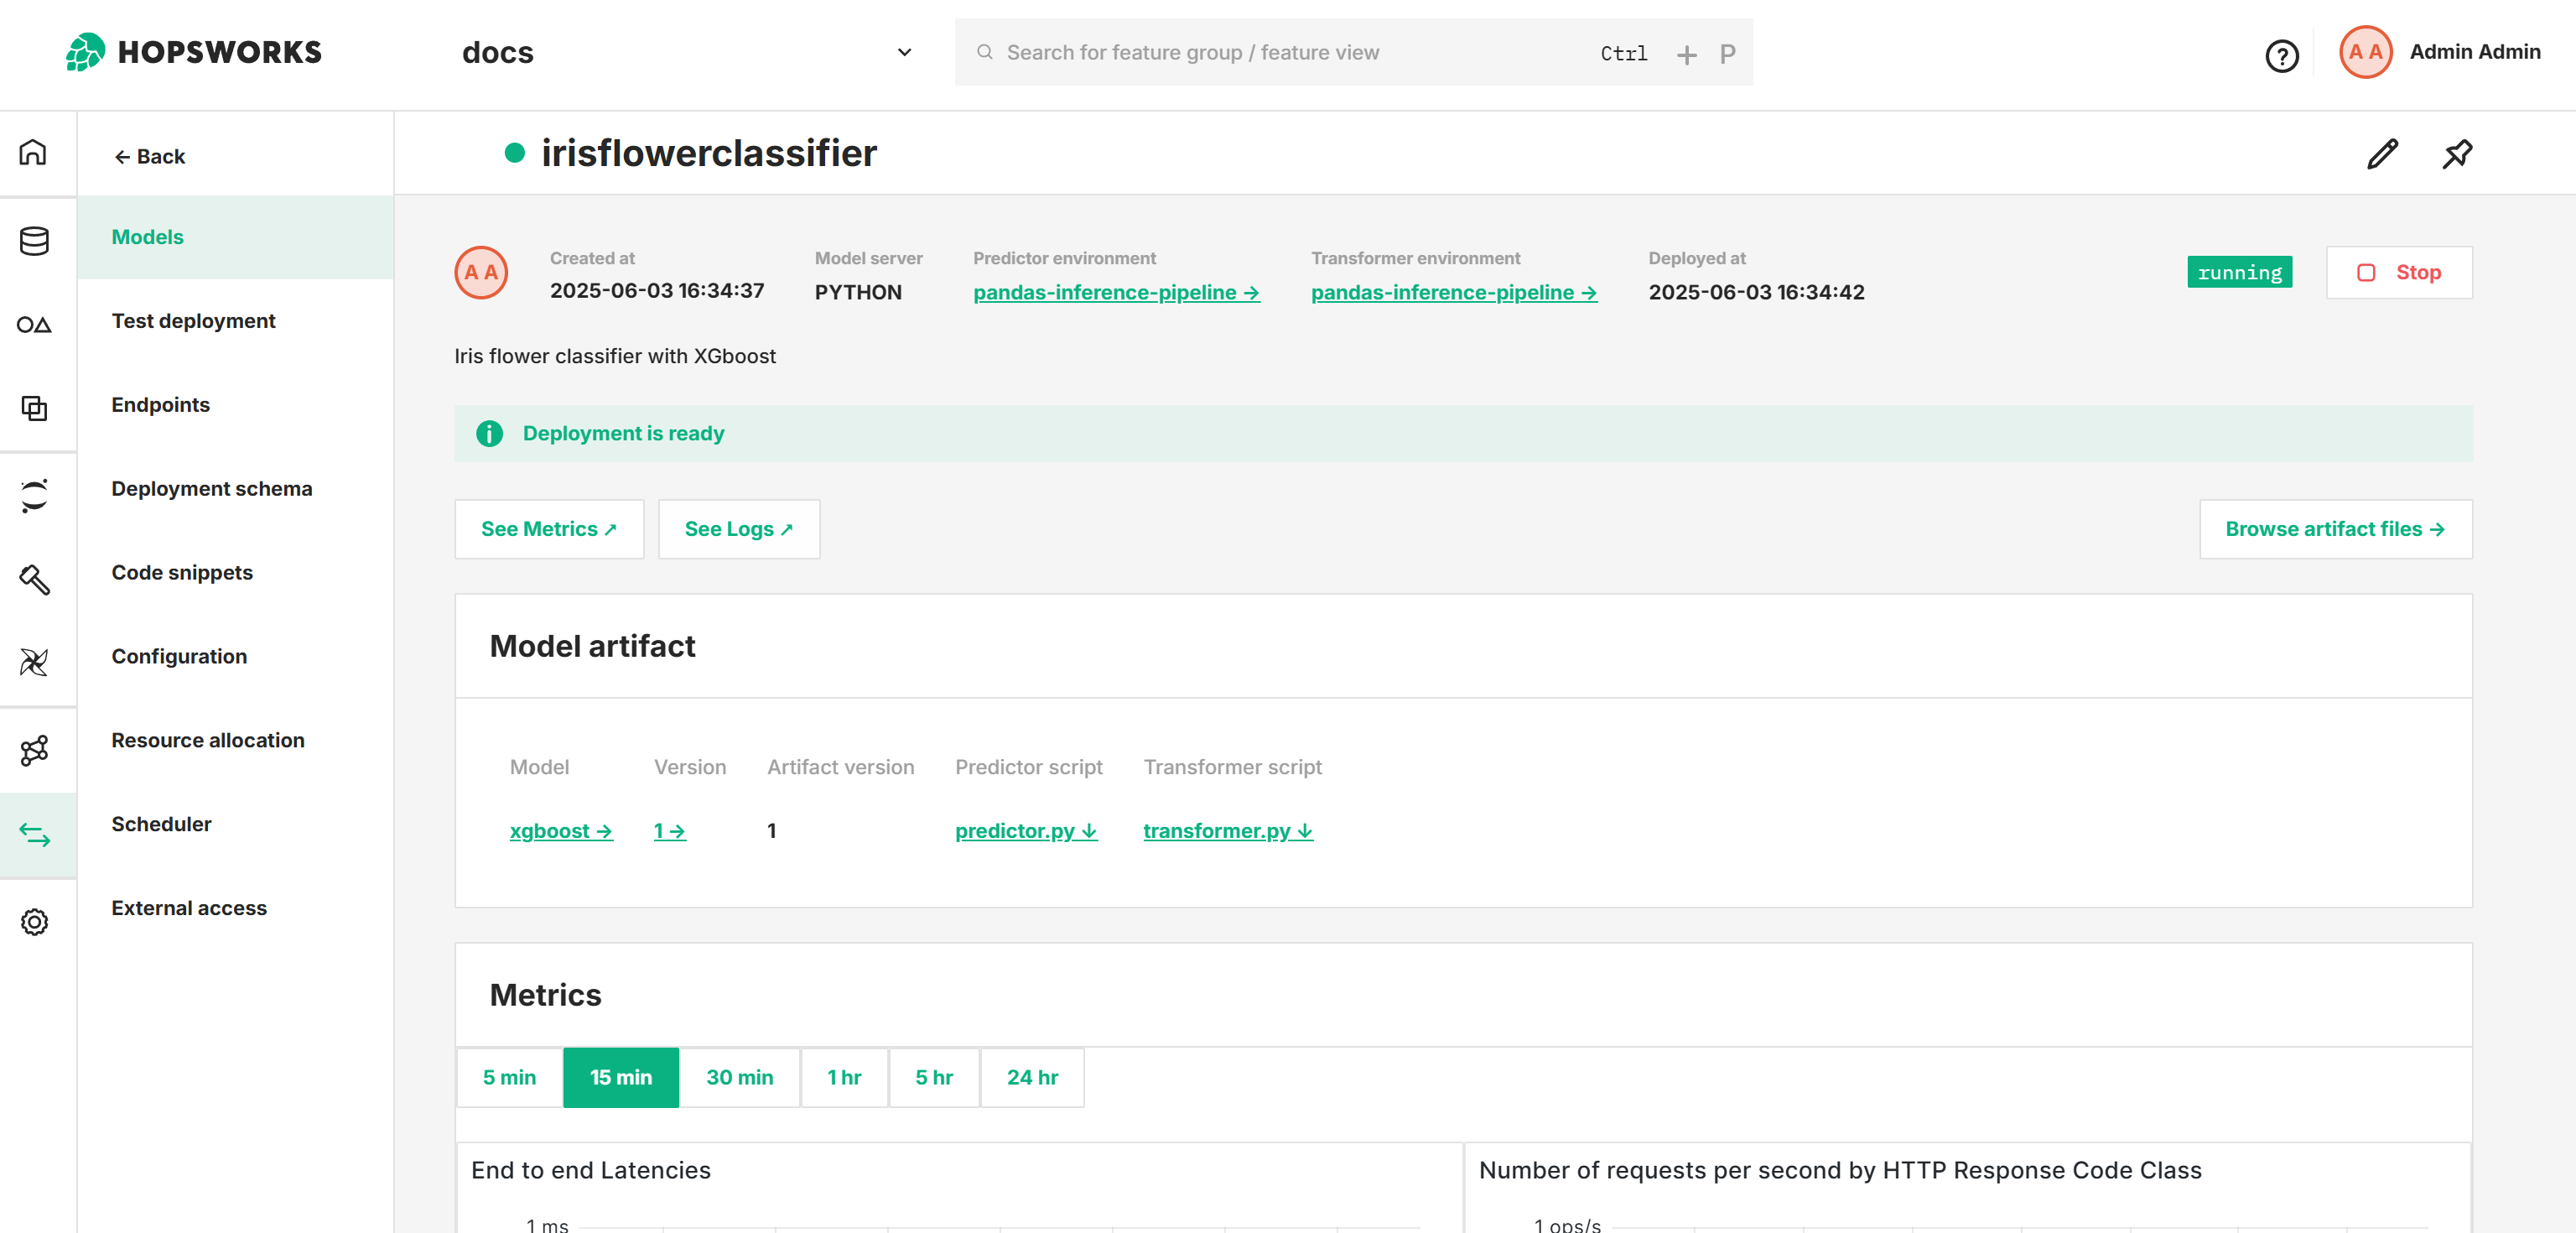 HOPSWORKS
docs
Search for feature group / feature view
Ctrl + P
A A
Admin Admin
← Back
Models
Test deployment
Endpoints
Deployment schema
Code snippets
Configuration
Resource allocation
Scheduler
External access
irisflowerclassifier
A A
Created at
2025-06-03 16:34:37
Model server
PYTHON
Predictor environment
pandas-inference-pipeline →
Transformer environment
pandas-inference-pipeline →
Deployed at
2025-06-03 16:34:42
running
Stop
Iris flower classifier with XGboost
Deployment is ready
See Metrics ↗
See Logs ↗
Browse artifact files →
Model artifact
Model Version Artifact version Predictor script Transformer script
xgboost → 1 → 1 predictor.py ↓ transformer.py ↓
Metrics
5 min 15 min 30 min 1 hr 5 hr 24 hr
End to end Latencies
1 ms
Number of requests per second by HTTP Response Code Class
1 ops/s